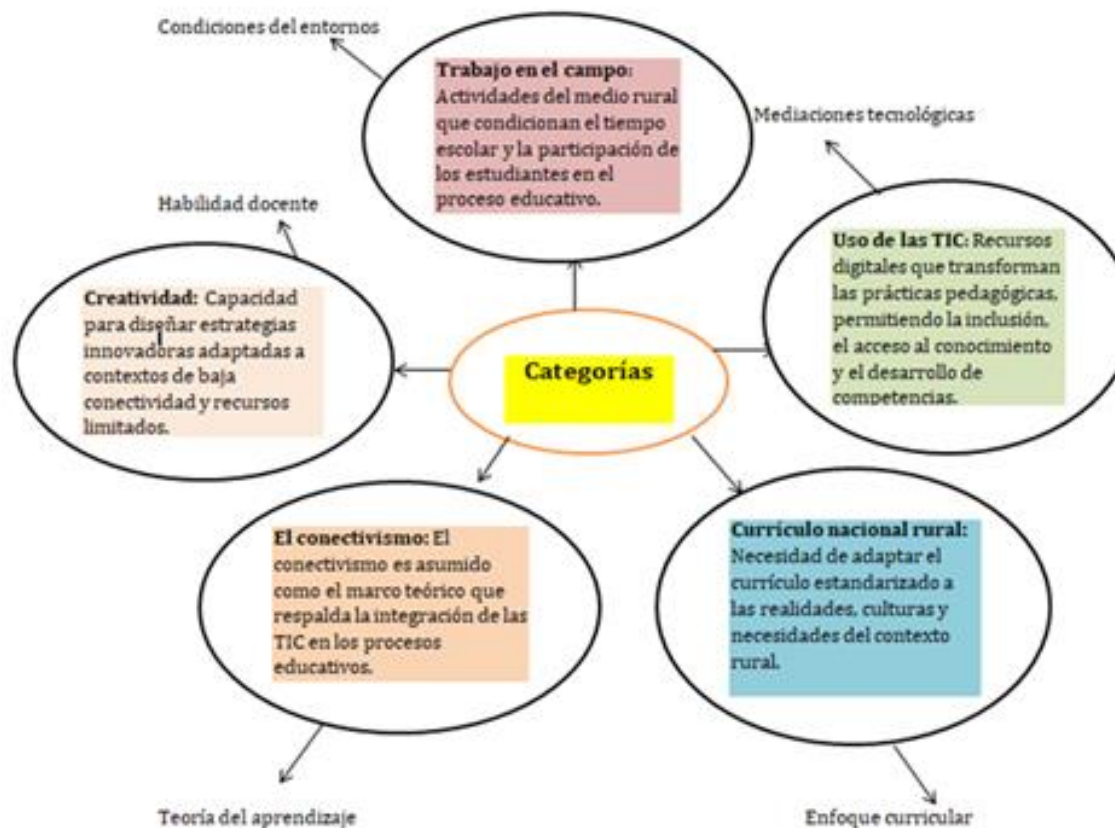 Condiciones del entornos
Trabajo en el campo:
Actividades del medio rural
que condicionan el tiempo
escolar y la participación de
los estudiantes en el
proceso educativo.
Mediaciones tecnológicas
Habilidad docente
Uso de las TIC: Recursos
digitales que transforman
las prácticas pedagógicas,
permitiendo la inclusión,
el acceso al conocimiento
y el desarrollo de
competencias.
Creatividad: Capacidad
para diseñar estrategias
innovadoras adaptadas a
contextos de baja
conectividad y recursos
limitados.
Categorías
El conectivismo: El
conectivismo es asumido
como el marco teórico que
respalda la integración de las
TIC en los procesos
educativos.
Currículo nacional rural:
Necesidad de adaptar el
currículo estandarizado a
las realidades, culturas y
necesidades del contexto
rural.
Teoría del aprendizaje
Enfoque curricular